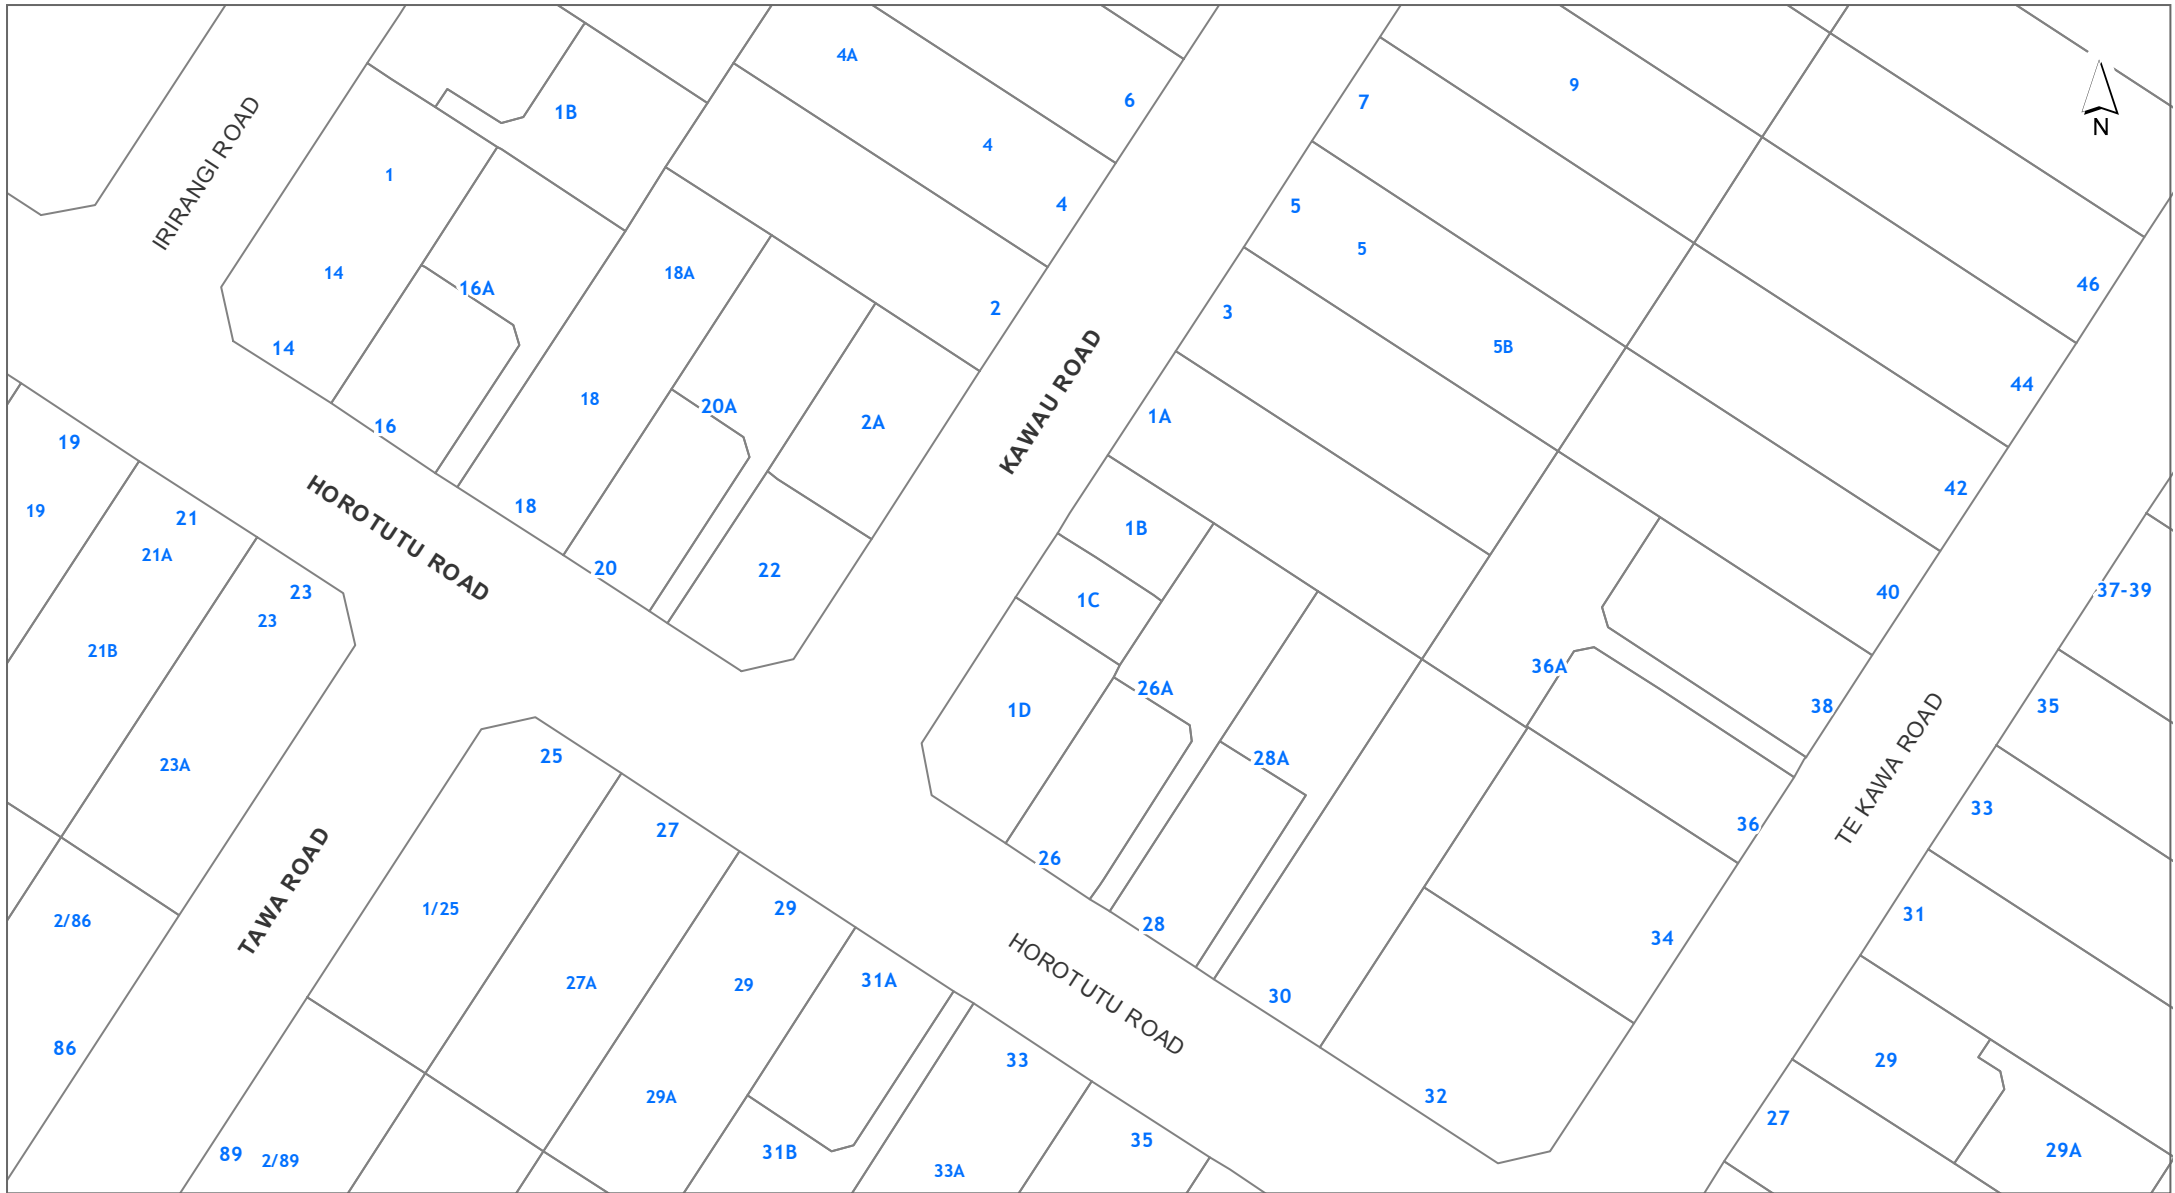 4A
6
9
7
1B
N
4
1
IRIRANGI ROAD
4
5
5
14
18A
16A
46
2
3
KAWAU ROAD
5B
14
44
18
20A
1A
2A
16
19
42
18
19
21
HOROTUTU ROAD
1B
21A
20
22
23
1C
40
37-39
23
21B
36A
26A
1D
38
35
25
28A
23A
TE KAWA ROAD
33
27
36
26
TAWA ROAD
1/25
29
31
2/86
28
34
27A
29
31A
HOROTUTU ROAD
30
86
33
29
29A
32
27
35
89
2/89
31B
33A
29A